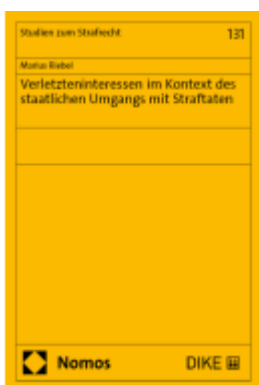 Studien zum Strafrecht 131
Marius Riebel
Verletzteninteressen im Kontext des
staatlichen Umgangs mit Straftaten
Nomos DIKE